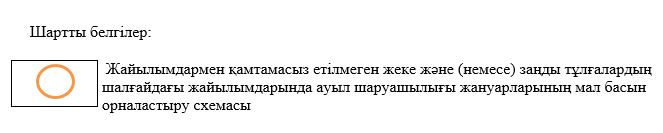 Шартты белгілер:
Жайылымдармен қамтамасыз етілмеген жеке және (немесе) заңды тұлғалардың
шалғайдағы жайылымдарында ауыл шаруашылығы жануарларының мал басын
орналастыру схемасы